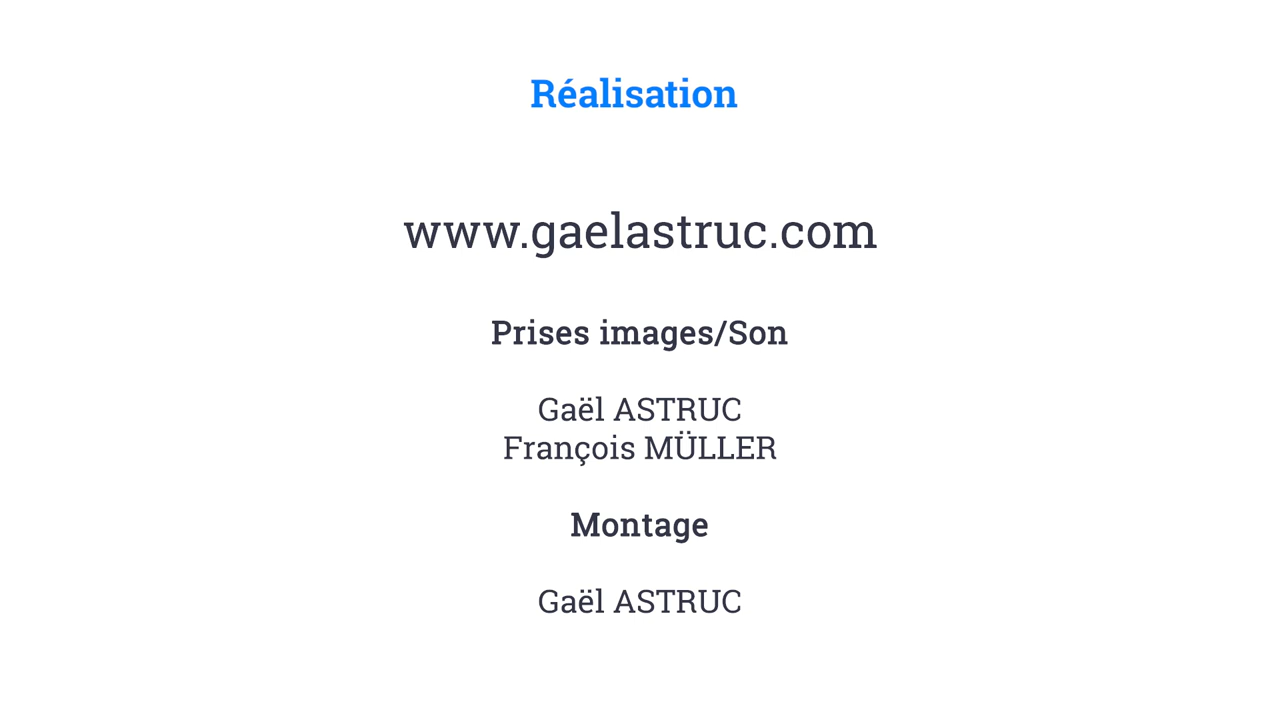 Réalisation
www.gaelastruc.com
Prises images/Son
Gaël ASTRUC
François MÜLLER
Montage
Gaël ASTRUC